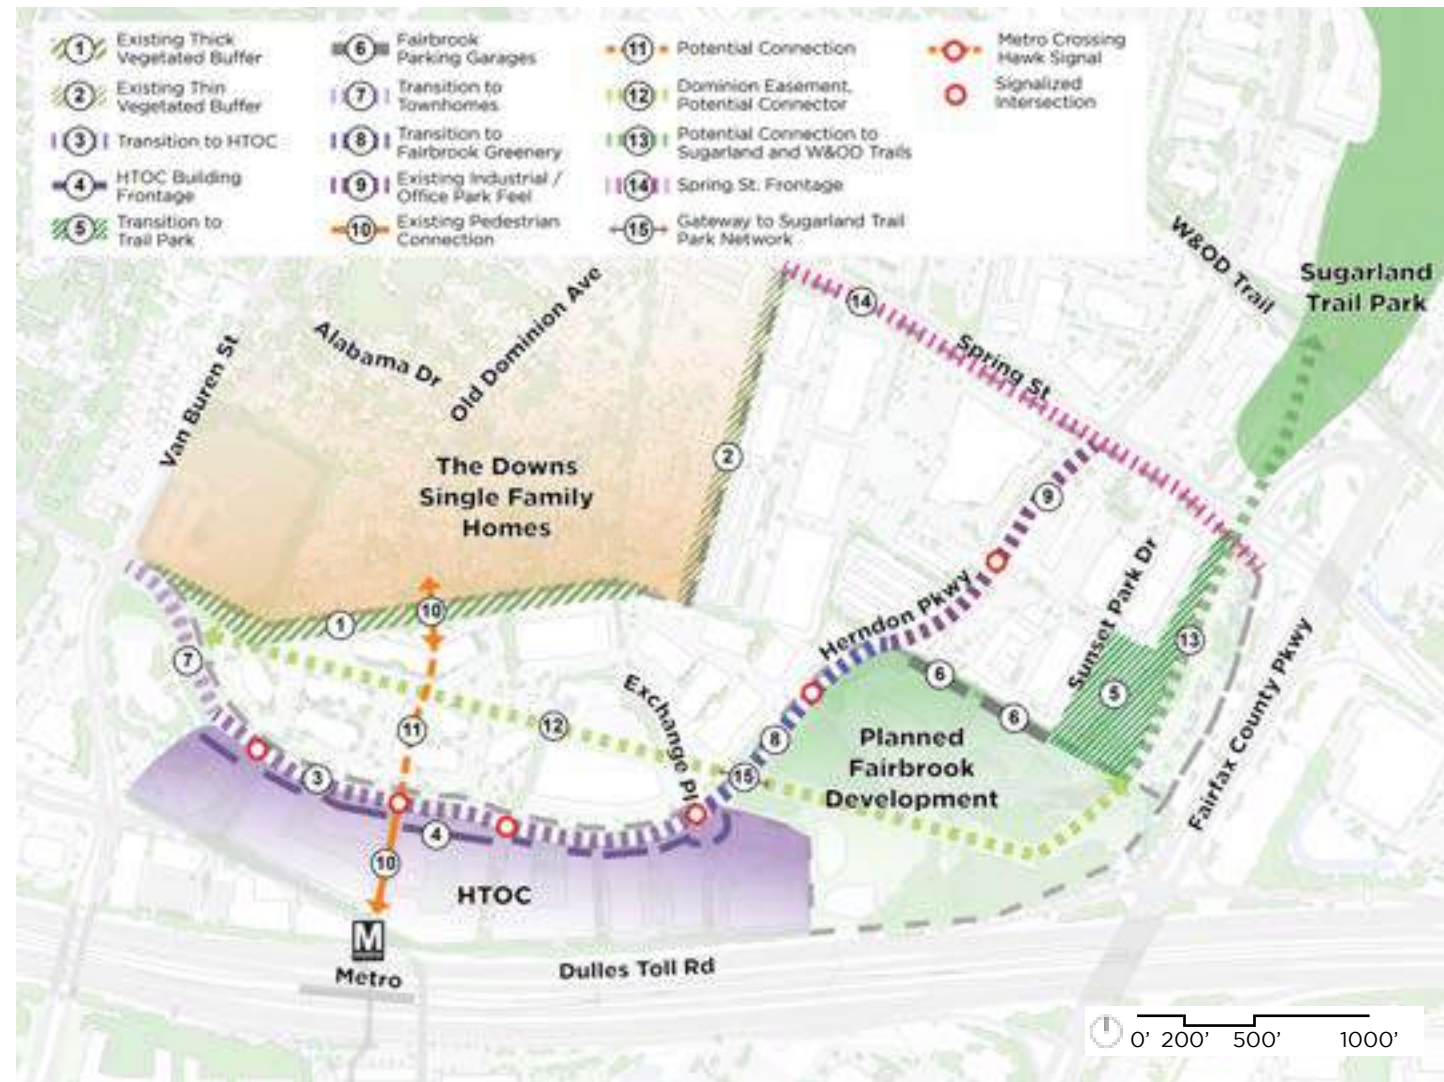 1 Existing Thick
Vegetated Buffer
2 Existing Thin
Vegetated Buffer
3 Transition to HTOC
4 HTOC Building
Frontage
5 Transition to
Trail Park
6 Fairbrook
Parking Garages
7 Transition to
Townhomes
8 Transition to
Fairbrook Greenery
9 Existing Industrial /
Office Park Feel
10 Existing Pedestrian
Connection
11 Potential Connection
12 Dominion Easement,
Potential Connector
13 Potential Connection to
Sugarland and W&OD Trails
14 Spring St. Frontage
15 Gateway to Sugarland Trail
Park Network
Metro Crossing
Hawk Signal
Signalized
Intersection
W&OD Trail
Sugarland
Trail Park
14
Spring St
Van Buren St
Alabama Dr
Old Dominion Ave
The Downs
Single Family
Homes
2
9
Herndon Pkwy
Sunset Park Dr
13
Fairfax County Pkwy
10
1
7
Exchange Pl
6
6
5
11
12
8
Planned
Fairbrook
Development
15
3
4
10
HTOC
M
Metro
Dulles Toll Rd
0' 200' 500' 1000'